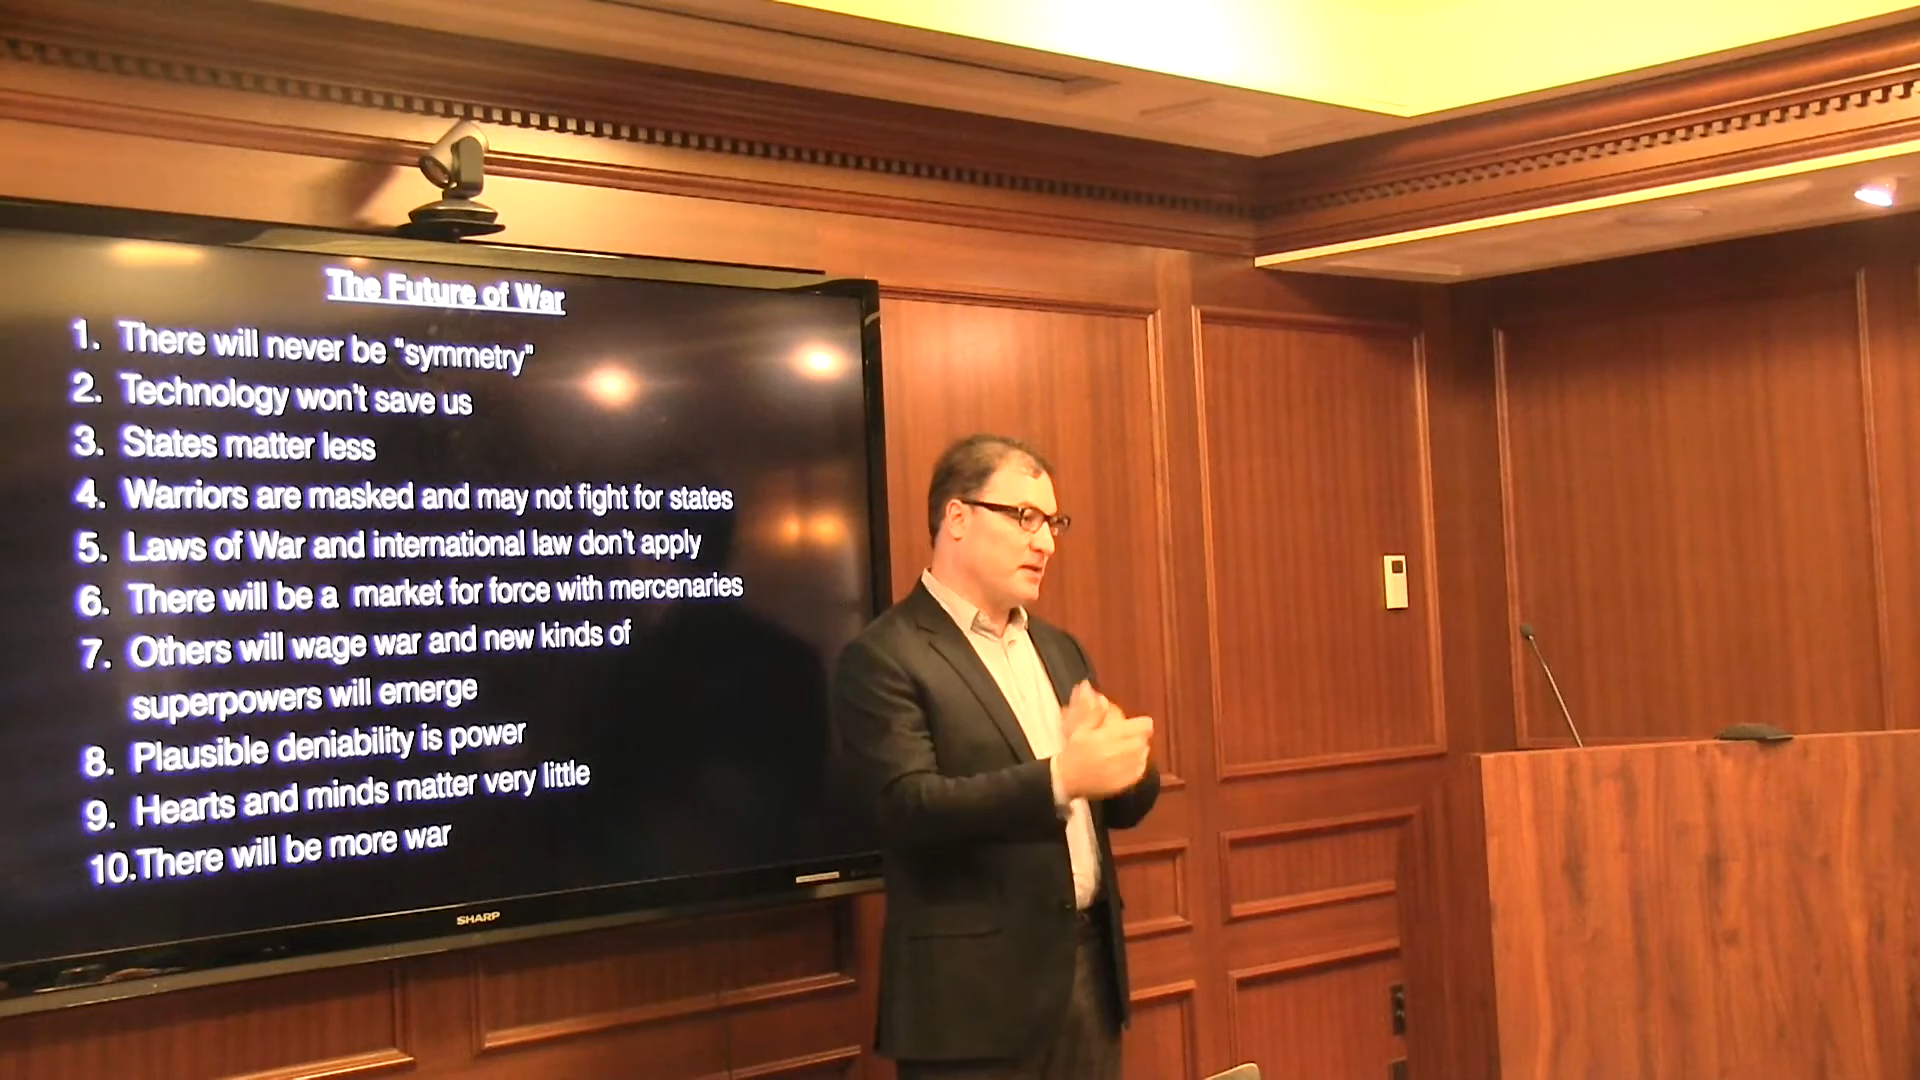 The Future of War
1. There will never be “symmetry”
2. Technology won't save us
3. States matter less
4. Warriors are masked and may not fight for states
5. Laws of War and international law don't apply
6. There will be a market for force with mercenaries
7. Others will wage war and new kinds of
superpowers will emerge
8. Plausible deniability is power
9. Hearts and minds matter very little
10. There will be more war
SHARP